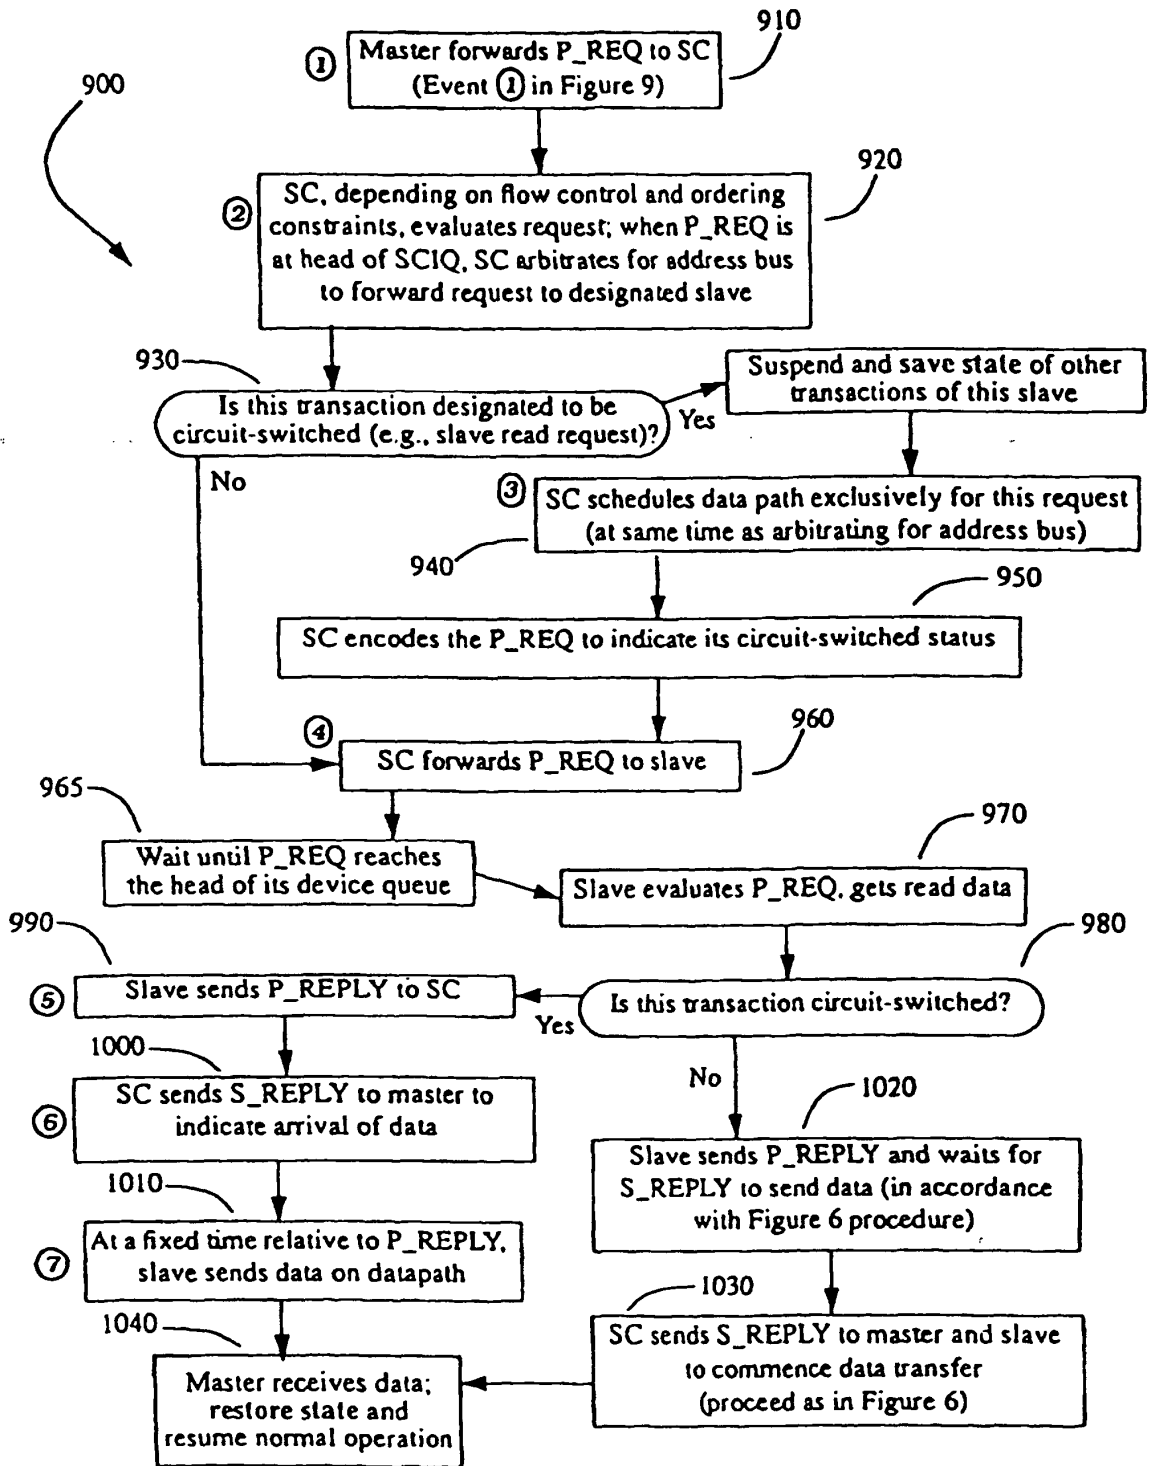 910
① Master forwards P_REQ to SC
(Event ① in Figure 9)
900
920
② SC, depending on flow control and ordering
constraints, evaluates request; when P_REQ is
at head of SCIQ, SC arbitrates for address bus
to forward request to designated slave
930
Is this transaction designated to be
circuit-switched (e.g., slave read request)?
Yes
No
Suspend and save state of other
transactions of this slave
③ SC schedules data path exclusively for this request
(at same time as arbitrating for address bus)
940
950
SC encodes the P_REQ to indicate its circuit-switched status
④ SC forwards P_REQ to slave
960
965
Wait until P_REQ reaches
the head of its device queue
970
Slave evaluates P_REQ, gets read data
980
Is this transaction circuit-switched?
Yes
No
990
⑤ Slave sends P_REPLY to SC
1000
⑥ SC sends S_REPLY to master to
indicate arrival of data
1010
⑦ At a fixed time relative to P_REPLY,
slave sends data on datapath
1020
Slave sends P_REPLY and waits for
S_REPLY to send data (in accordance
with Figure 6 procedure)
1030
SC sends S_REPLY to master and slave
to commence data transfer
(proceed as in Figure 6)
1040
Master receives data;
restore state and
resume normal operation